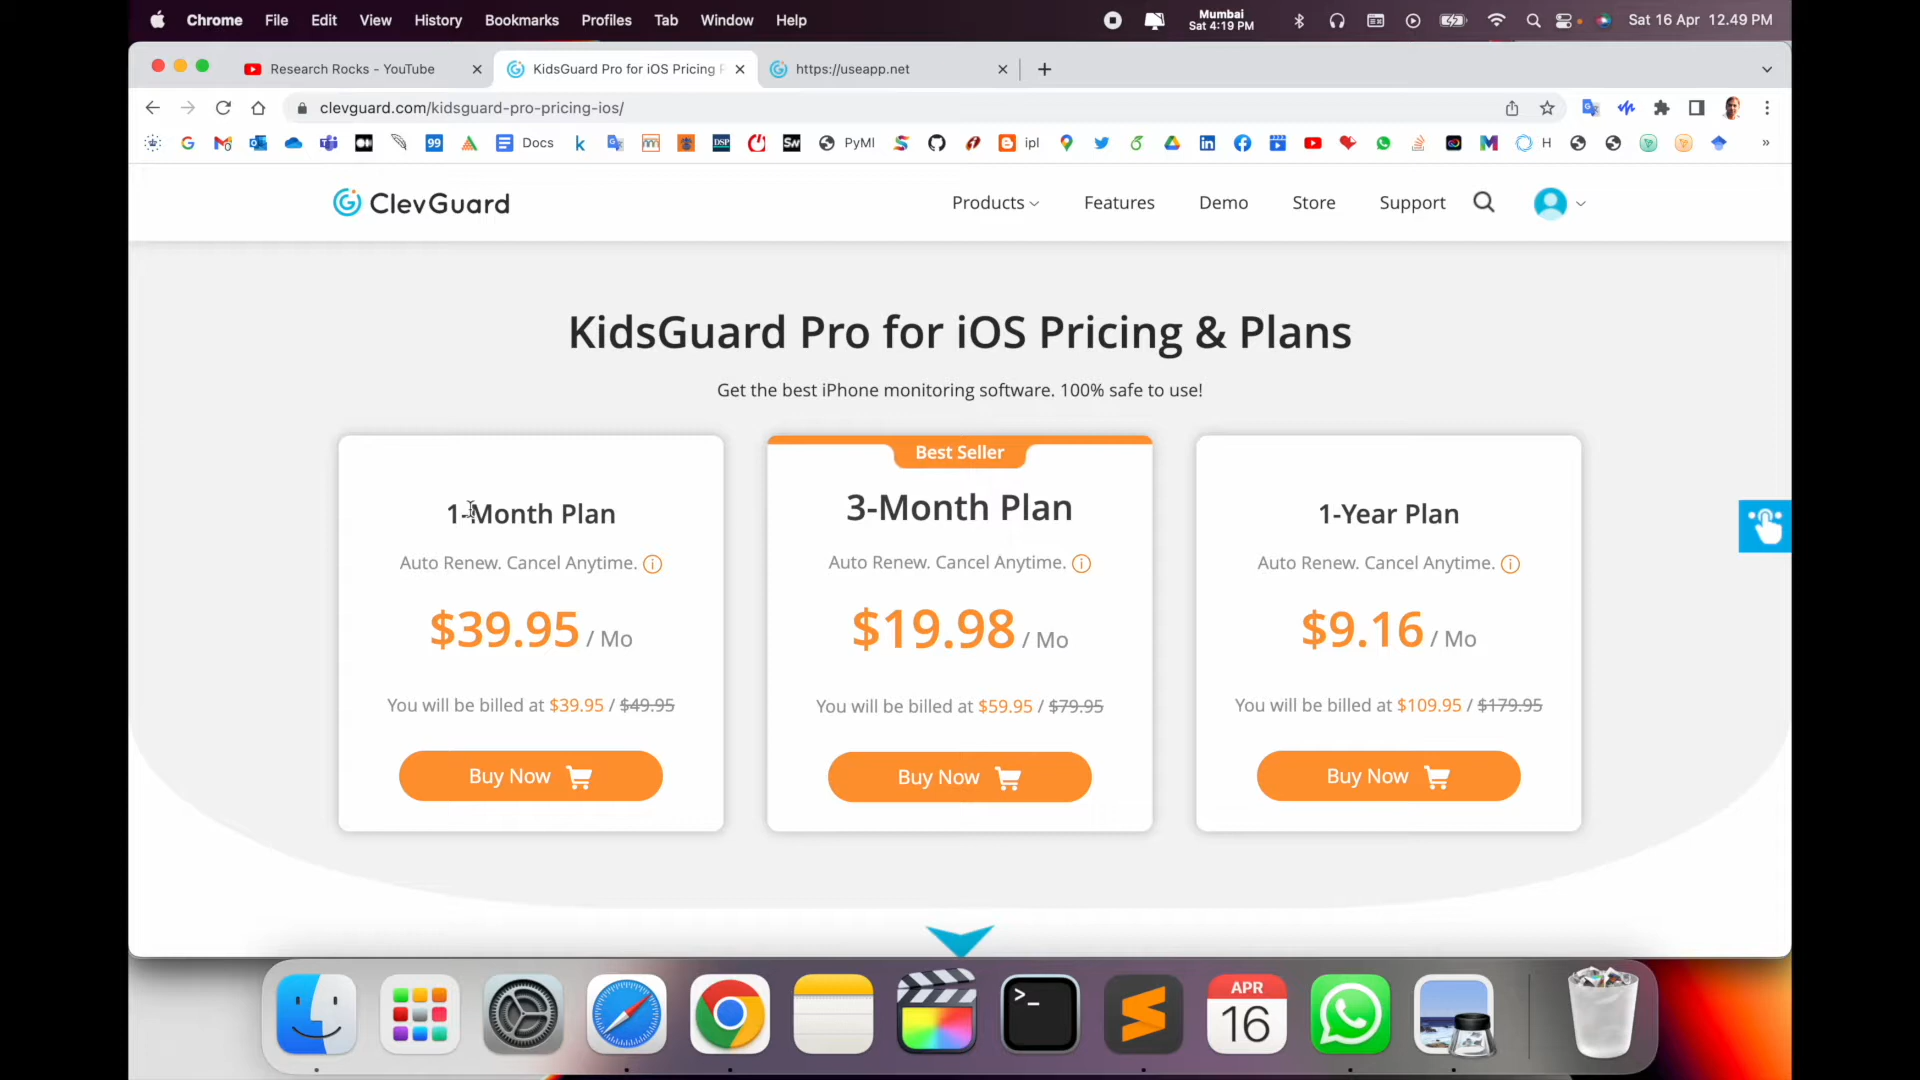 Chrome File Edit View History Bookmarks Profiles Tab Window Help
Mumbai
Sat 4:19 PM
Sat 16 Apr 12.49 PM
Research Rocks - YouTube
KidsGuard Pro for iOS Pricing
https://useapp.net
clevguard.com/kidsguard-pro-pricing-ios/
99 Docs k DSP SW PyMI ipl H »
ClevGuard
Products Features Demo Store Support
KidsGuard Pro for iOS Pricing & Plans
Get the best iPhone monitoring software. 100% safe to use!
1-Month Plan
Auto Renew. Cancel Anytime.
$39.95 / Mo
You will be billed at $39.95 / $49.95
Buy Now
Best Seller
3-Month Plan
Auto Renew. Cancel Anytime.
$19.98 / Mo
You will be billed at $59.95 / $79.95
Buy Now
1-Year Plan
Auto Renew. Cancel Anytime.
$9.16 / Mo
You will be billed at $109.95 / $179.95
Buy Now
>_
APR
16